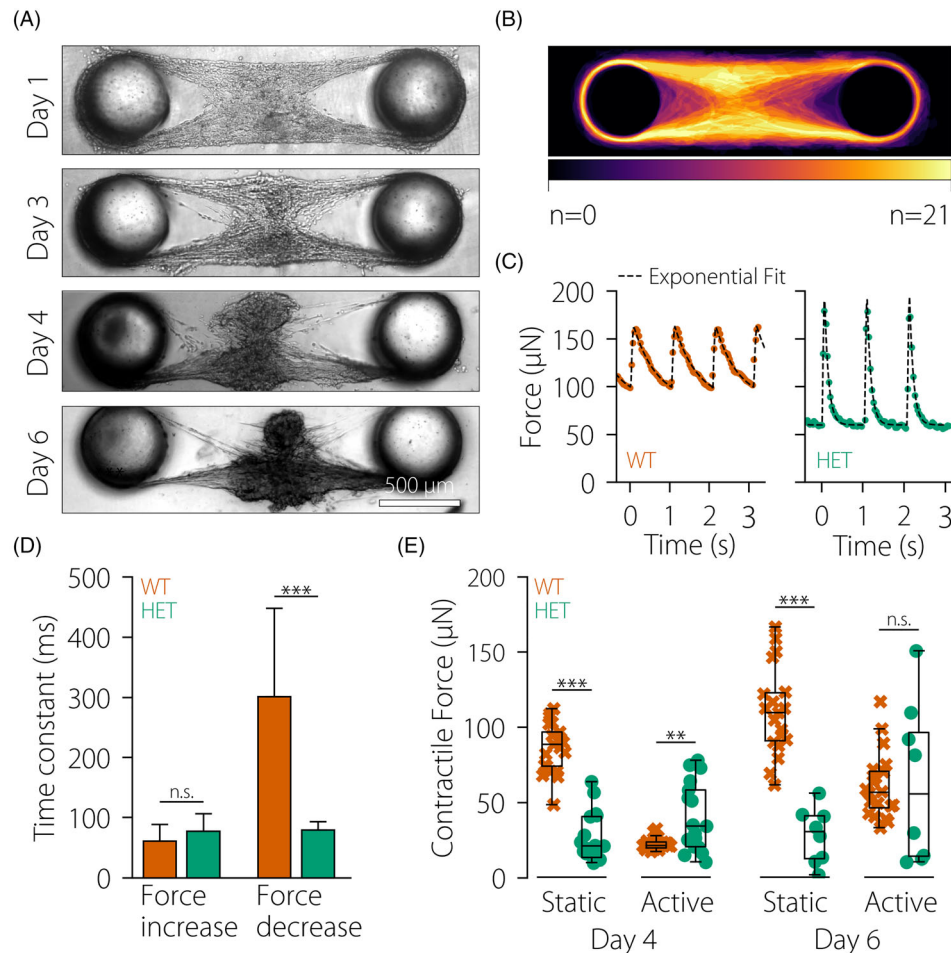 (A)
Day 1
Day 3
Day 4
Day 6
500 µm
(B)
n=0
n=21
(C)
Exponential Fit
Force (µN)
200
150
100
50
0
WT
HET
0 1 2 3
0 1 2 3
Time (s)
Time (s)
(D)
Time constant (ms)
500
400
300
200
100
0
WT
HET
n.s.
***
Force increase
Force decrease
(E)
Contractile Force (µN)
200
150
100
50
0
WT
HET
***
**
***
n.s.
Static Active Static Active
Day 4 Day 6